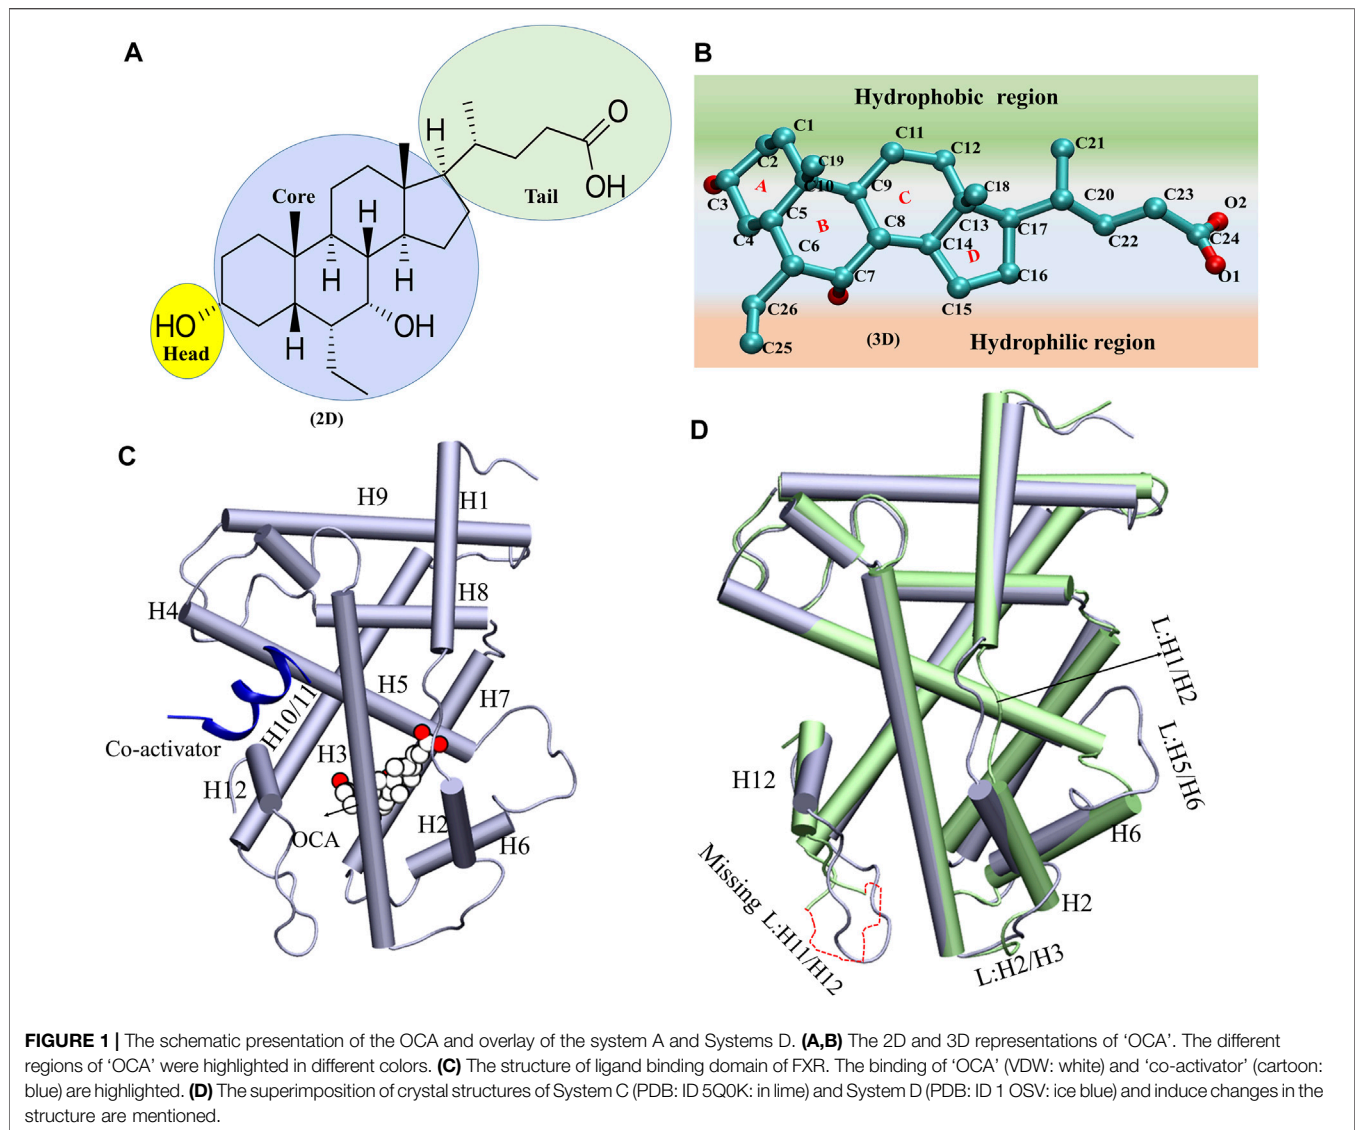 A
H
O
OH
Tail
Core
H
H
H
HO
Head
H
OH
(2D)
B
Hydrophobic region
C1
C2
C19
C11
C12
C21
A
C10
C9
C
C18
C20
C23
O2
C3
C5
B
C8
C13
C17
C4
C6
C14
C22
C24
D
C7
C16
O1
C26
C15
C25
(3D)
Hydrophilic region
C
H9
H1
H4
H8
H5
H7
H10/11
Co-activator
H3
H12
H2
OCA
H6
D
L:H1/H2
L:H5/H6
H12
H6
Missing L:H11/H12
H2
L:H2/H3
FIGURE 1 | The schematic presentation of the OCA and overlay of the system A and Systems D. (A,B) The 2D and 3D representations of ‘OCA’. The different
regions of ‘OCA’ were highlighted in different colors. (C) The structure of ligand binding domain of FXR. The binding of ‘OCA’ (VDW: white) and ‘co-activator’ (cartoon:
blue) are highlighted. (D) The superimposition of crystal structures of System C (PDB: ID 5Q0K: in lime) and System D (PDB: ID 1 OSV: ice blue) and induce changes in the
structure are mentioned.